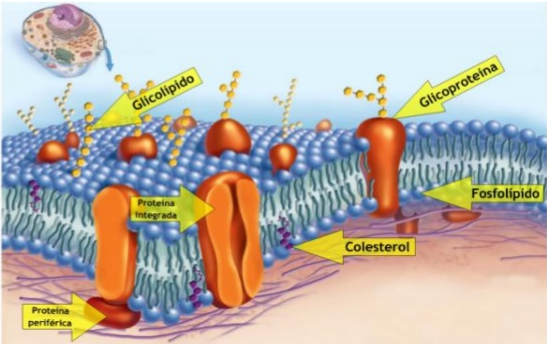 Glicolípido
Glicoproteína
Proteína
integrada
Fosfolípido
Colesterol
Proteína
periférica